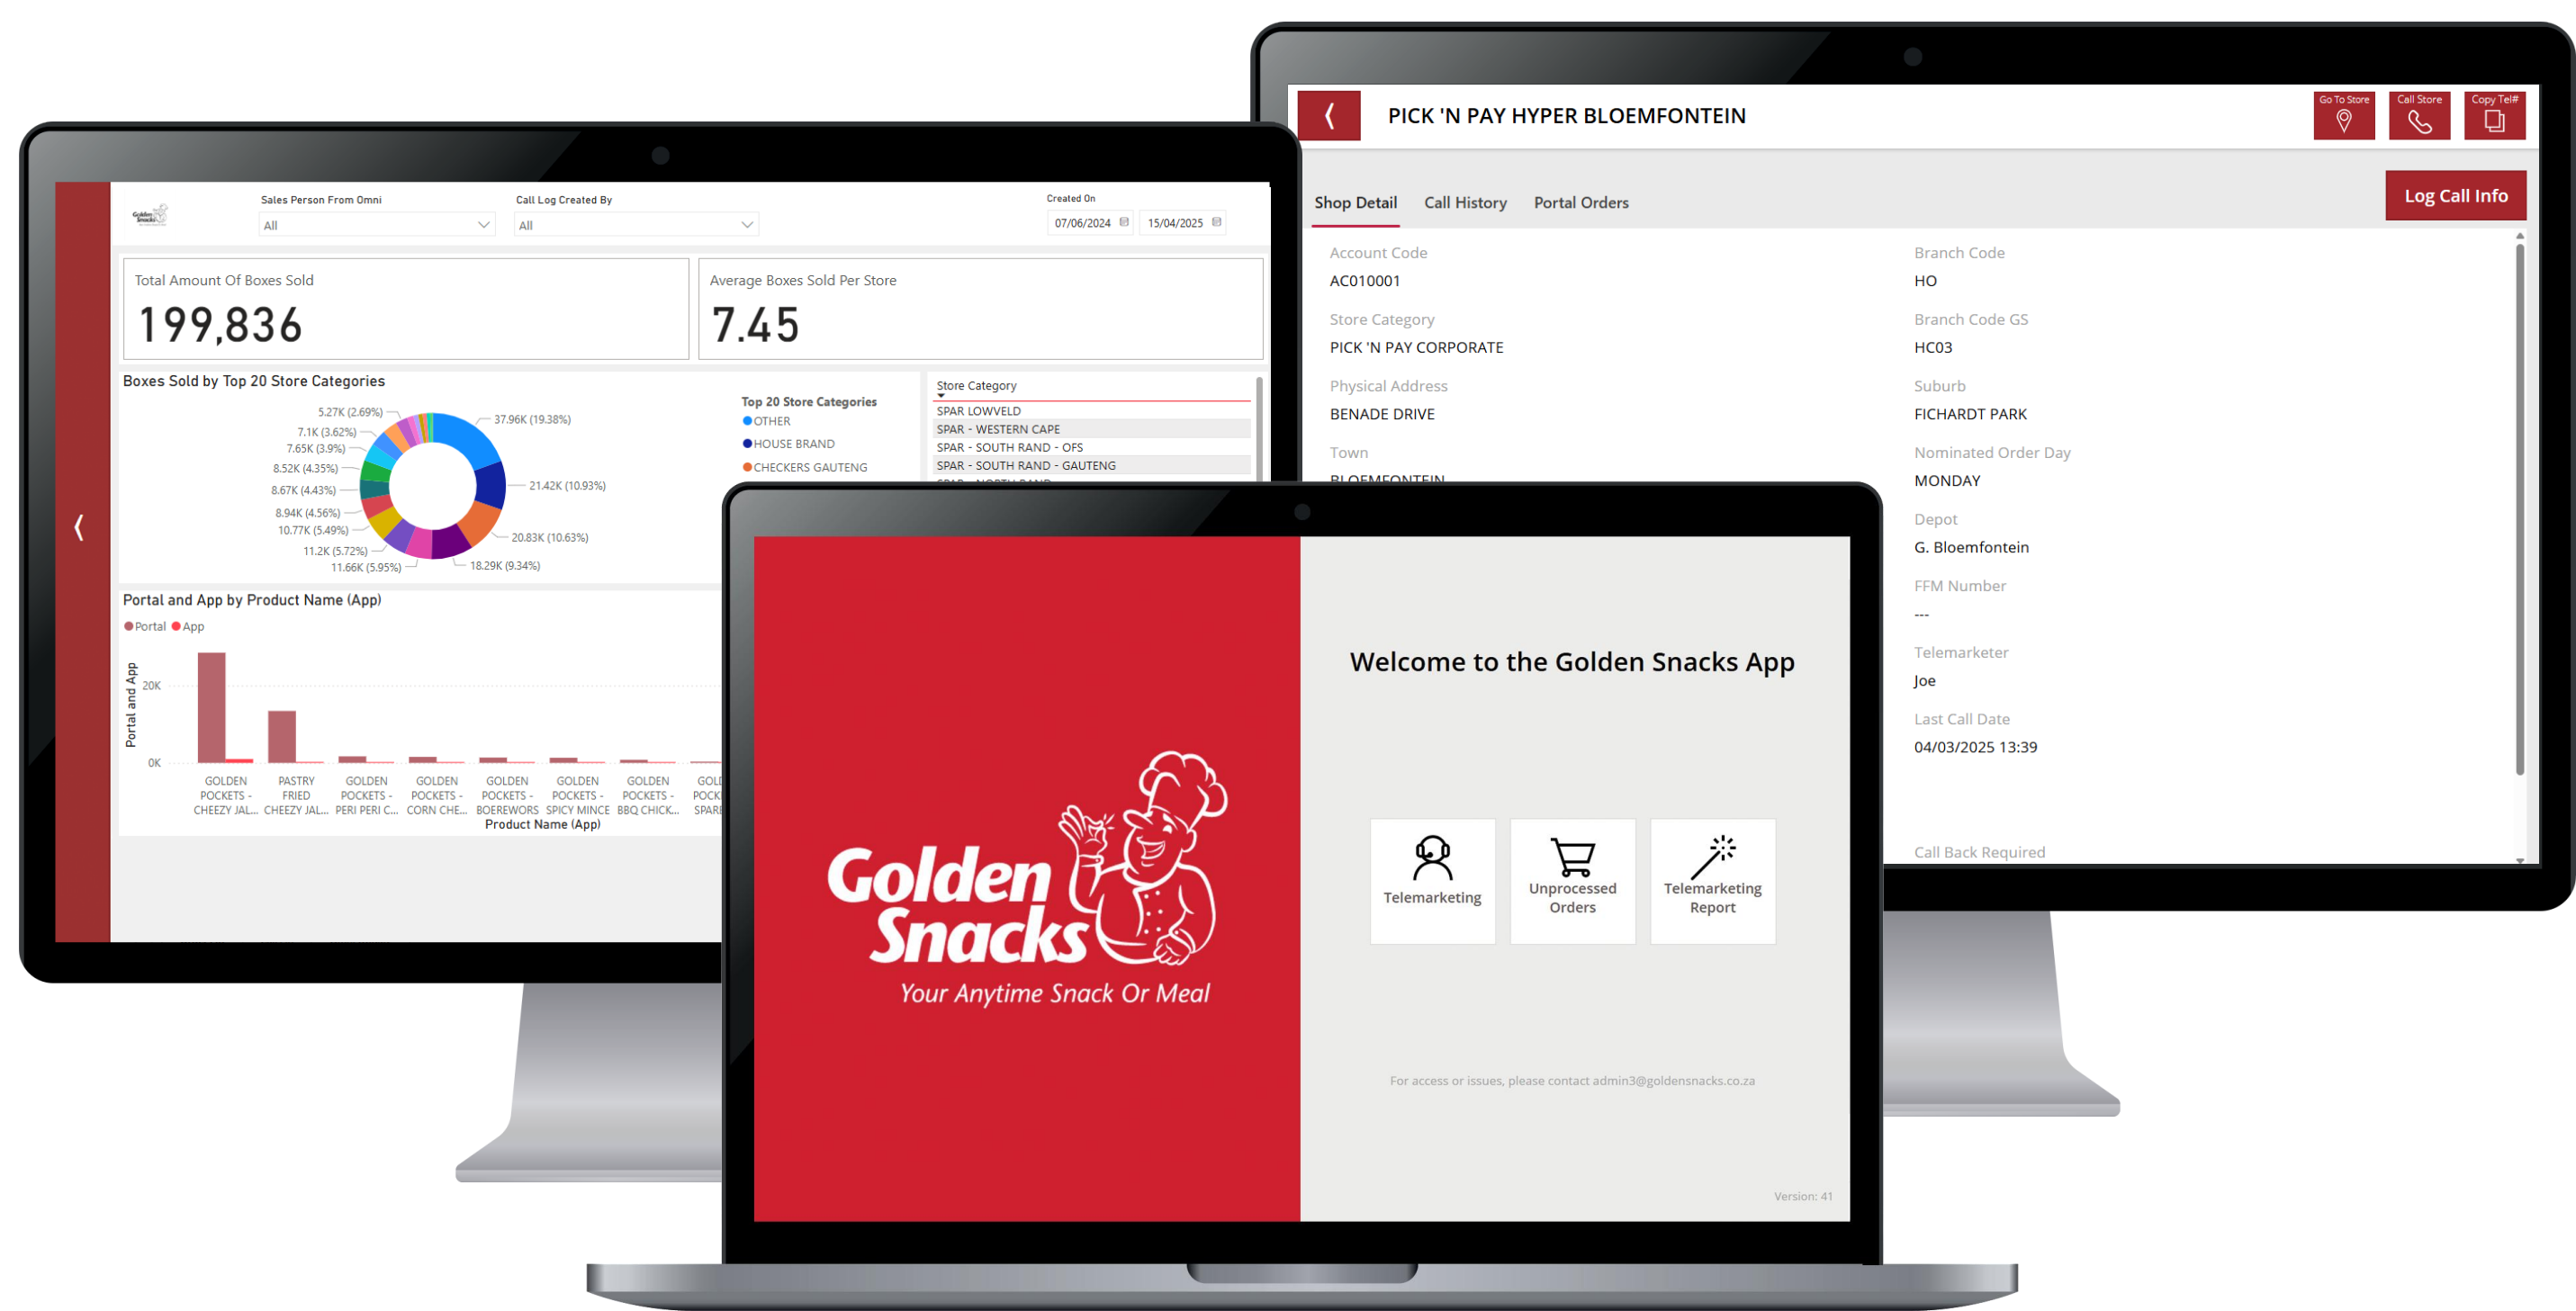 Golden
Snacks
Sales Person From Omni
All
Call Log Created By
All
Created On
07/06/2024
15/04/2025
Total Amount Of Boxes Sold
199,836
Average Boxes Sold Per Store
7.45
Boxes Sold by Top 20 Store Categories
5.27K (2.69%)
7.1K (3.62%)
7.65K (3.9%)
8.52K (4.35%)
8.67K (4.43%)
8.94K (4.56%)
10.77K (5.49%)
11.2K (5.72%)
11.66K (5.95%)
37.96K (19.38%)
21.42K (10.93%)
20.83K (10.63%)
18.29K (9.34%)
Top 20 Store Categories
OTHER
HOUSE BRAND
CHECKERS GAUTENG
Store Category
SPAR LOWVELD
SPAR - WESTERN CAPE
SPAR - SOUTH RAND - OFS
SPAR - SOUTH RAND - GAUTENG
Portal and App by Product Name (App)
Portal App
Portal and App
20K
0K
GOLDEN POCKETS - CHEEZY JAL...
PASTRY FRIED CHEEZY JAL...
GOLDEN POCKETS - PERI PERI C...
GOLDEN POCKETS - CORN CHE...
GOLDEN POCKETS - BOEREWORS
GOLDEN POCKETS - SPICY MINCE
GOLDEN POCKETS - BBQ CHICK...
Product Name (App)
PICK 'N PAY HYPER BLOEMFONTEIN
Go To Store
Call Store
Copy Tel#
Shop Detail Call History Portal Orders
Log Call Info
Account Code
AC010001
Store Category
PICK 'N PAY CORPORATE
Physical Address
BENADE DRIVE
Town
BLOEMFONTEIN
Branch Code
HO
Branch Code GS
HC03
Suburb
FICHARDT PARK
Nominated Order Day
MONDAY
Depot
G. Bloemfontein
FFM Number
---
Telemarketer
Joe
Last Call Date
04/03/2025 13:39
Call Back Required
Golden
Snacks
Your Anytime Snack Or Meal
Welcome to the Golden Snacks App
Telemarketing
Unprocessed
Orders
Telemarketing
Report
For access or issues, please contact admin3@goldensnacks.co.za
Version: 41